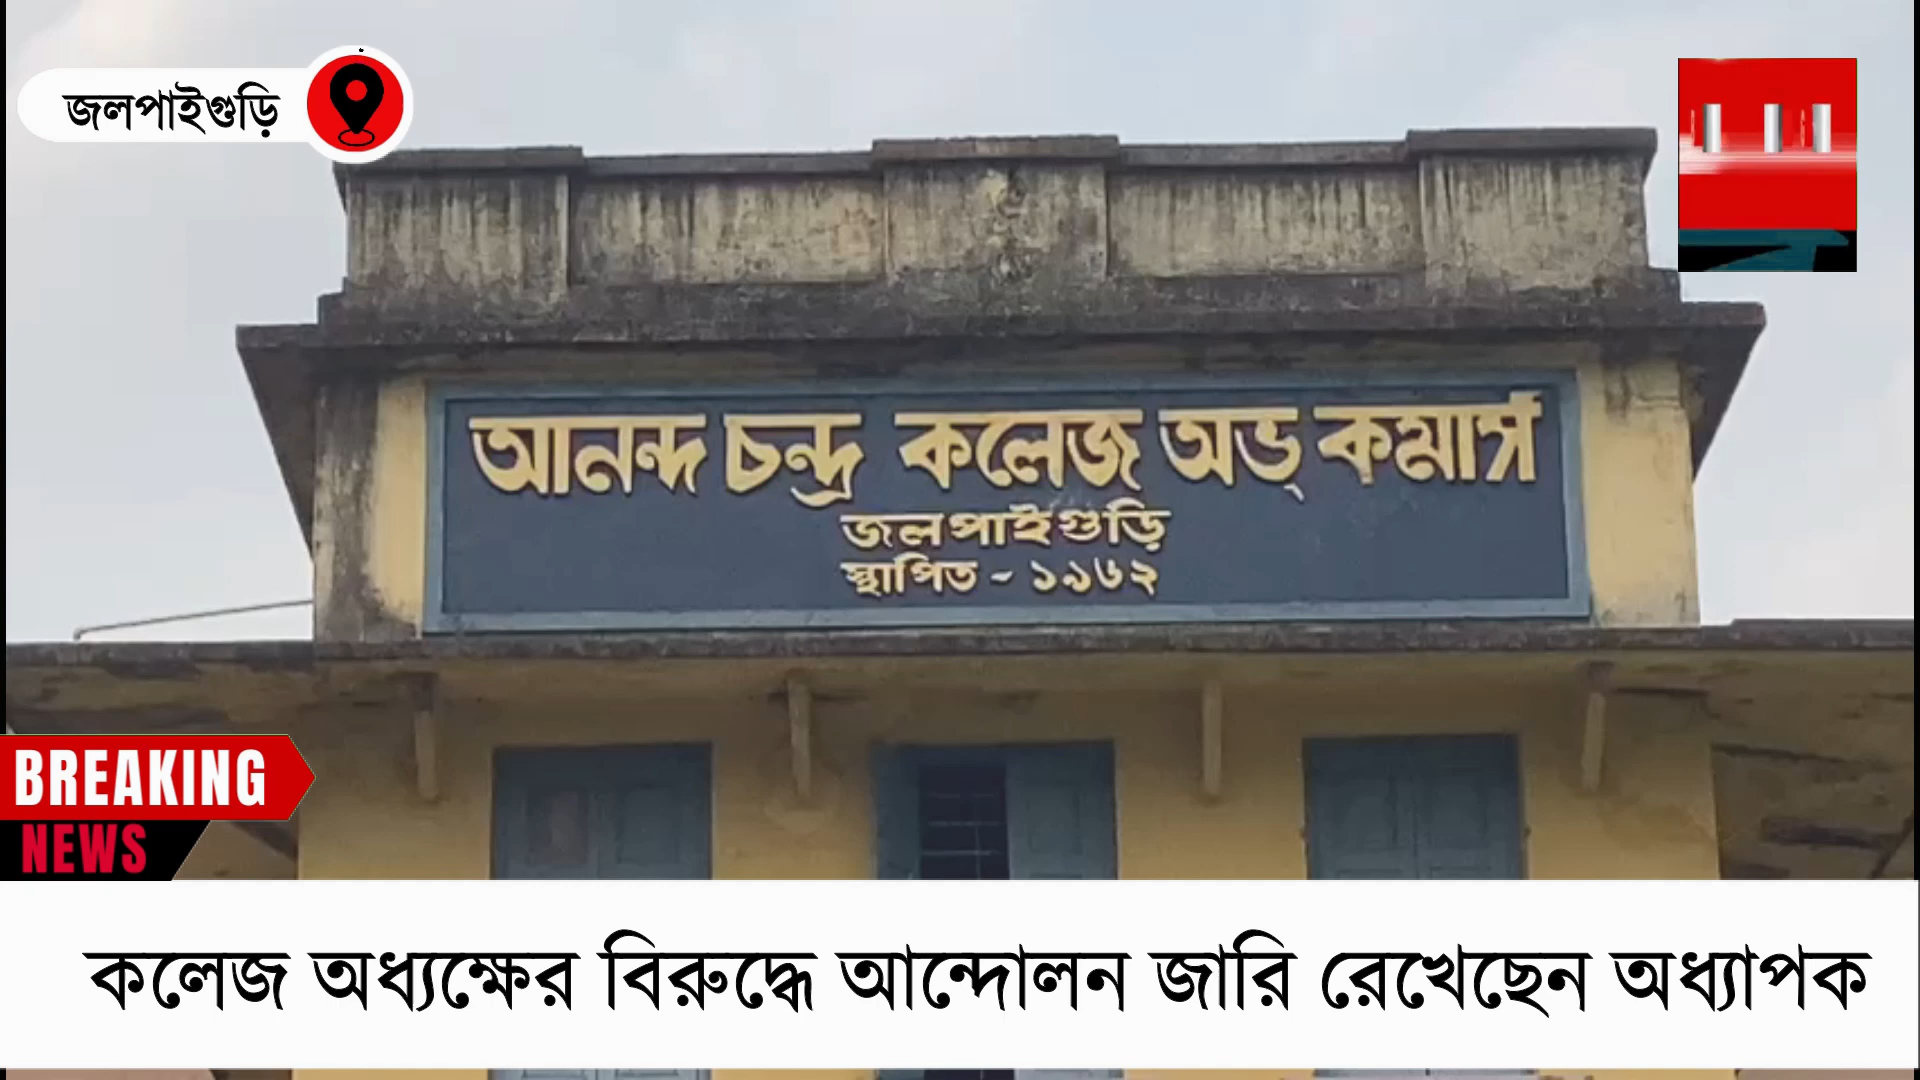 জলপাইগুড়ি
আনন্দ চন্দ্র কলেজ অভ্ কমার্স
জলপাইগুড়ি
স্থাপিত - ১৯৬২
BREAKING
NEWS
কলেজ অধ্যক্ষের বিরুদ্ধে আন্দোলন জারি রেখেছেন অধ্যাপক